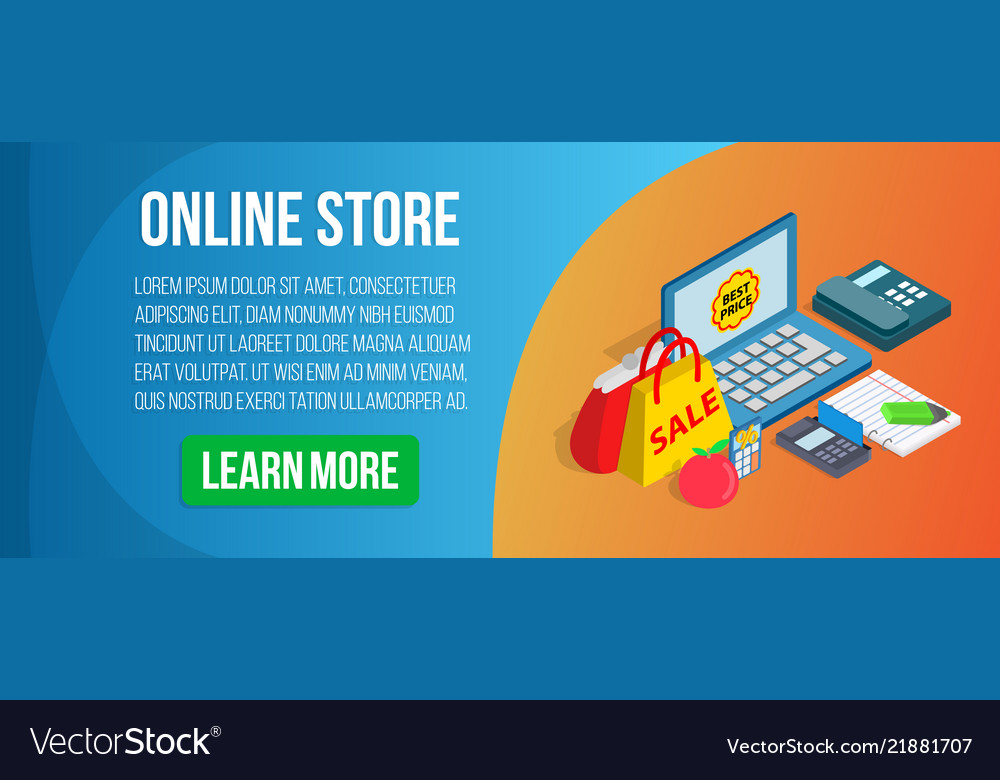 ONLINE STORE
LOREM IPSUM DOLOR SIT AMET, CONSECTETUER
ADIPISCING ELIT, DIAM NONUMMY NIBH EUISMOD
TINCIDUNT UT LAOREET DOLORE MAGNA ALIQUAM
ERAT VOLUTPAT. UT WISI ENIM AD MINIM VENIAM,
QUIS NOSTRUD EXERCI TATION ULLAMCORPER AD.
LEARN MORE
BEST
PRICE
SALE
%
VectorStock®
VectorStock.com/21881707